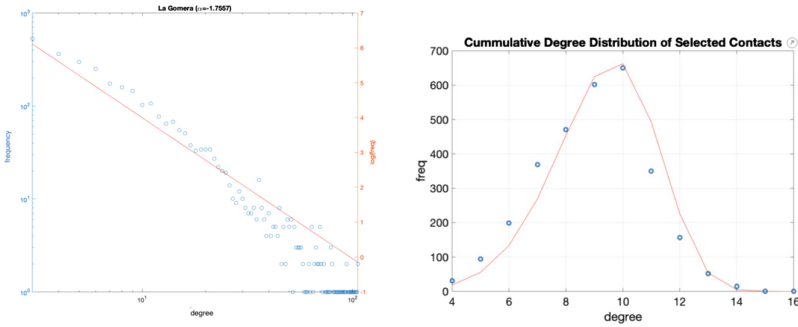 La Gomera (α=-1.7557)
10³
10²
10¹
10⁰
frequency
10¹
10²
degree
7
6
5
4
3
2
1
0
-1
log(freq)
Cummulative Degree Distribution of Selected Contacts
700
600
500
400
300
200
100
0
freq
4 6 8 10 12 14 16
degree